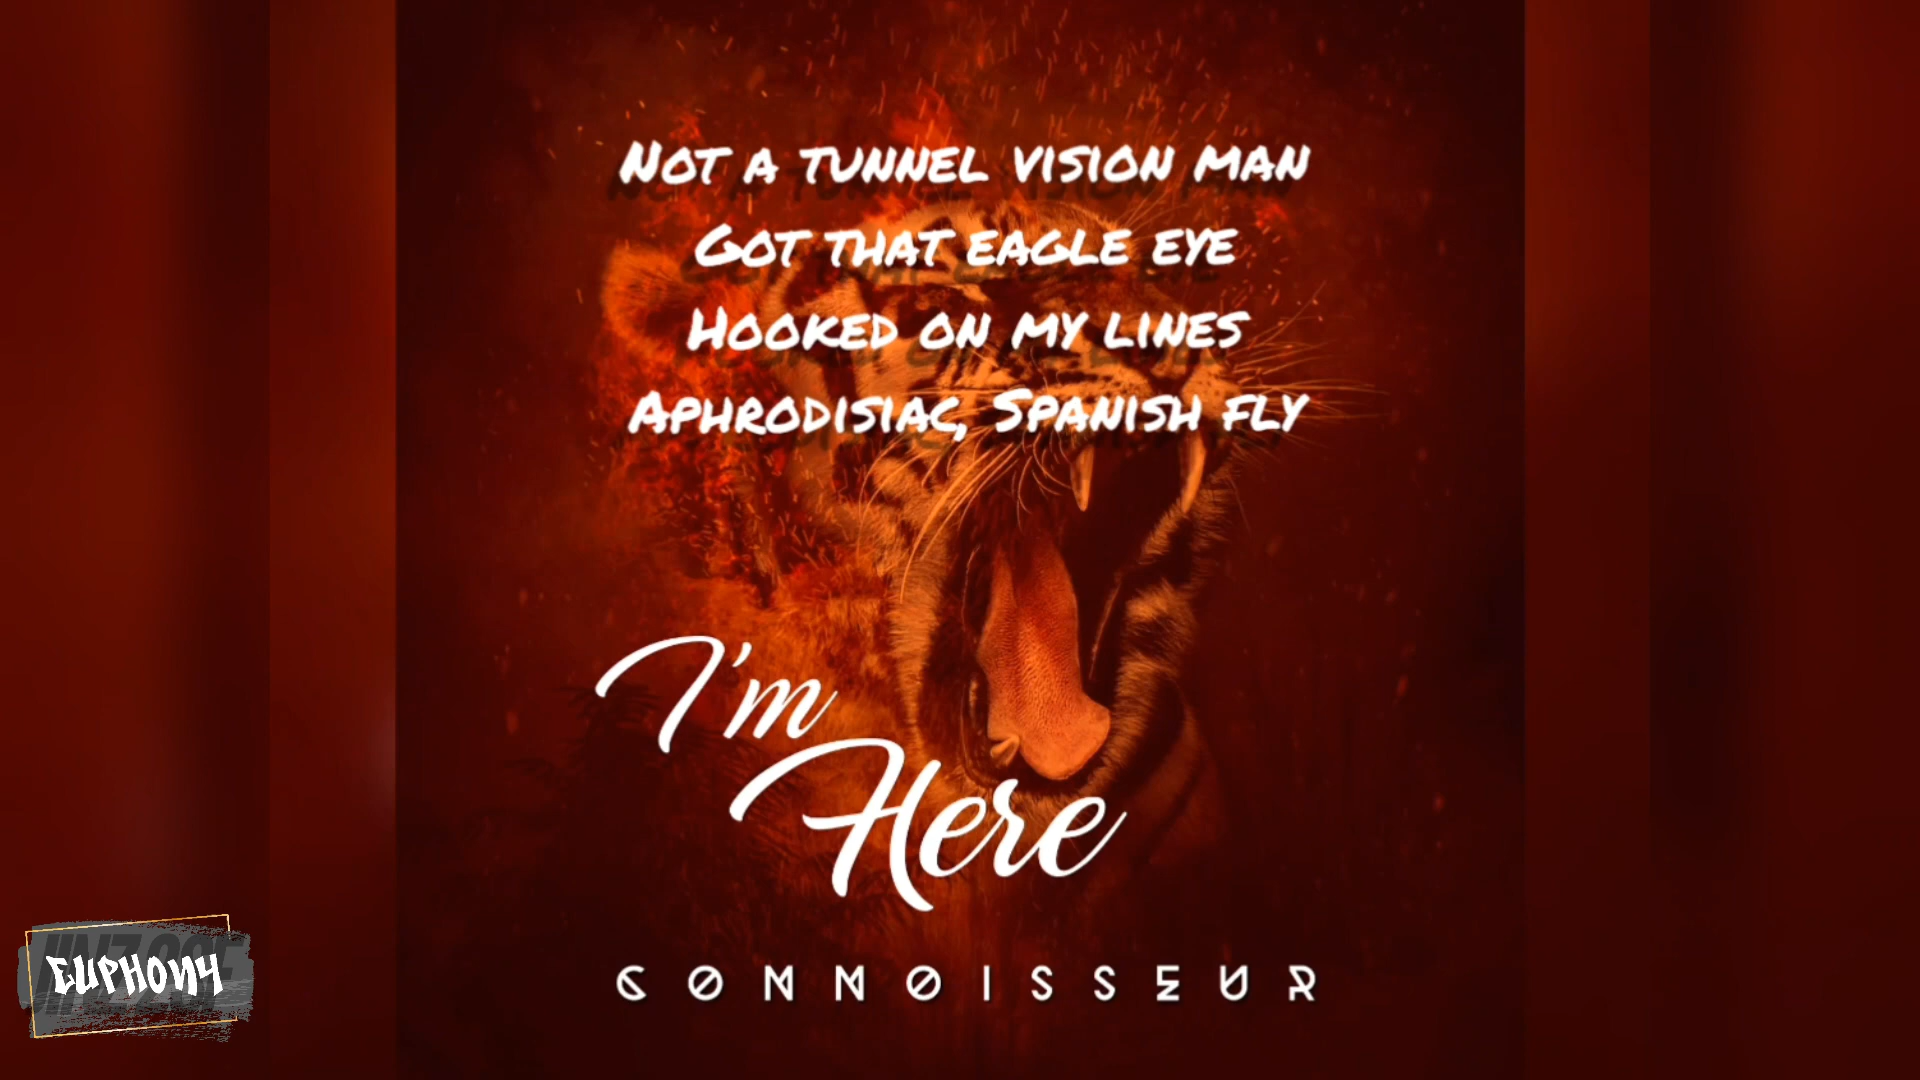 Not a tunnel vision man
Got that eagle eye
Hooked on my lines
Aphrodisiac, Spanish fly
I'm
Here
CONNOISSEUR
EUPHONY